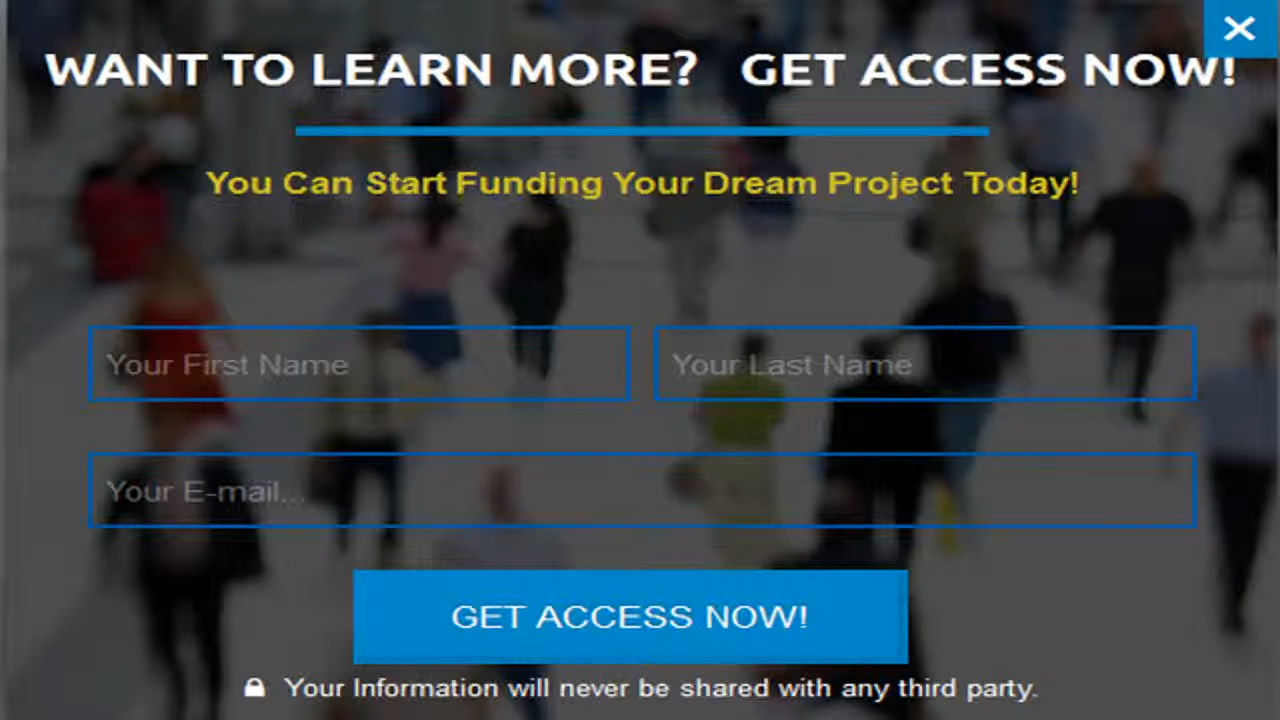 WANT TO LEARN MORE? GET ACCESS NOW!
You Can Start Funding Your Dream Project Today!
Your First Name
Your Last Name
Your E-mail...
GET ACCESS NOW!
Your Information will never be shared with any third party.